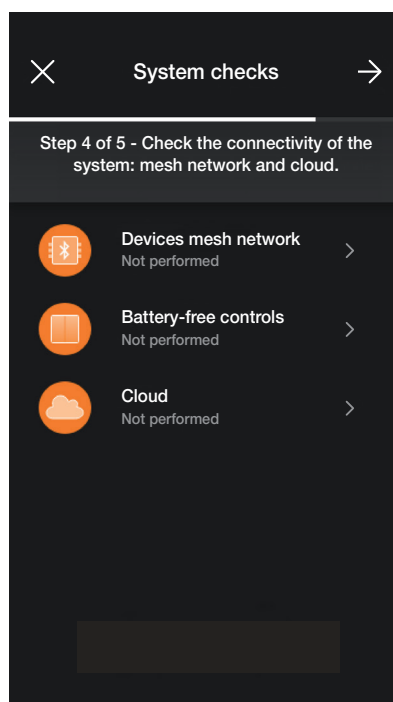 System checks
Step 4 of 5 - Check the connectivity of the
system: mesh network and cloud.
Devices mesh network
Not performed
Battery-free controls
Not performed
Cloud
Not performed